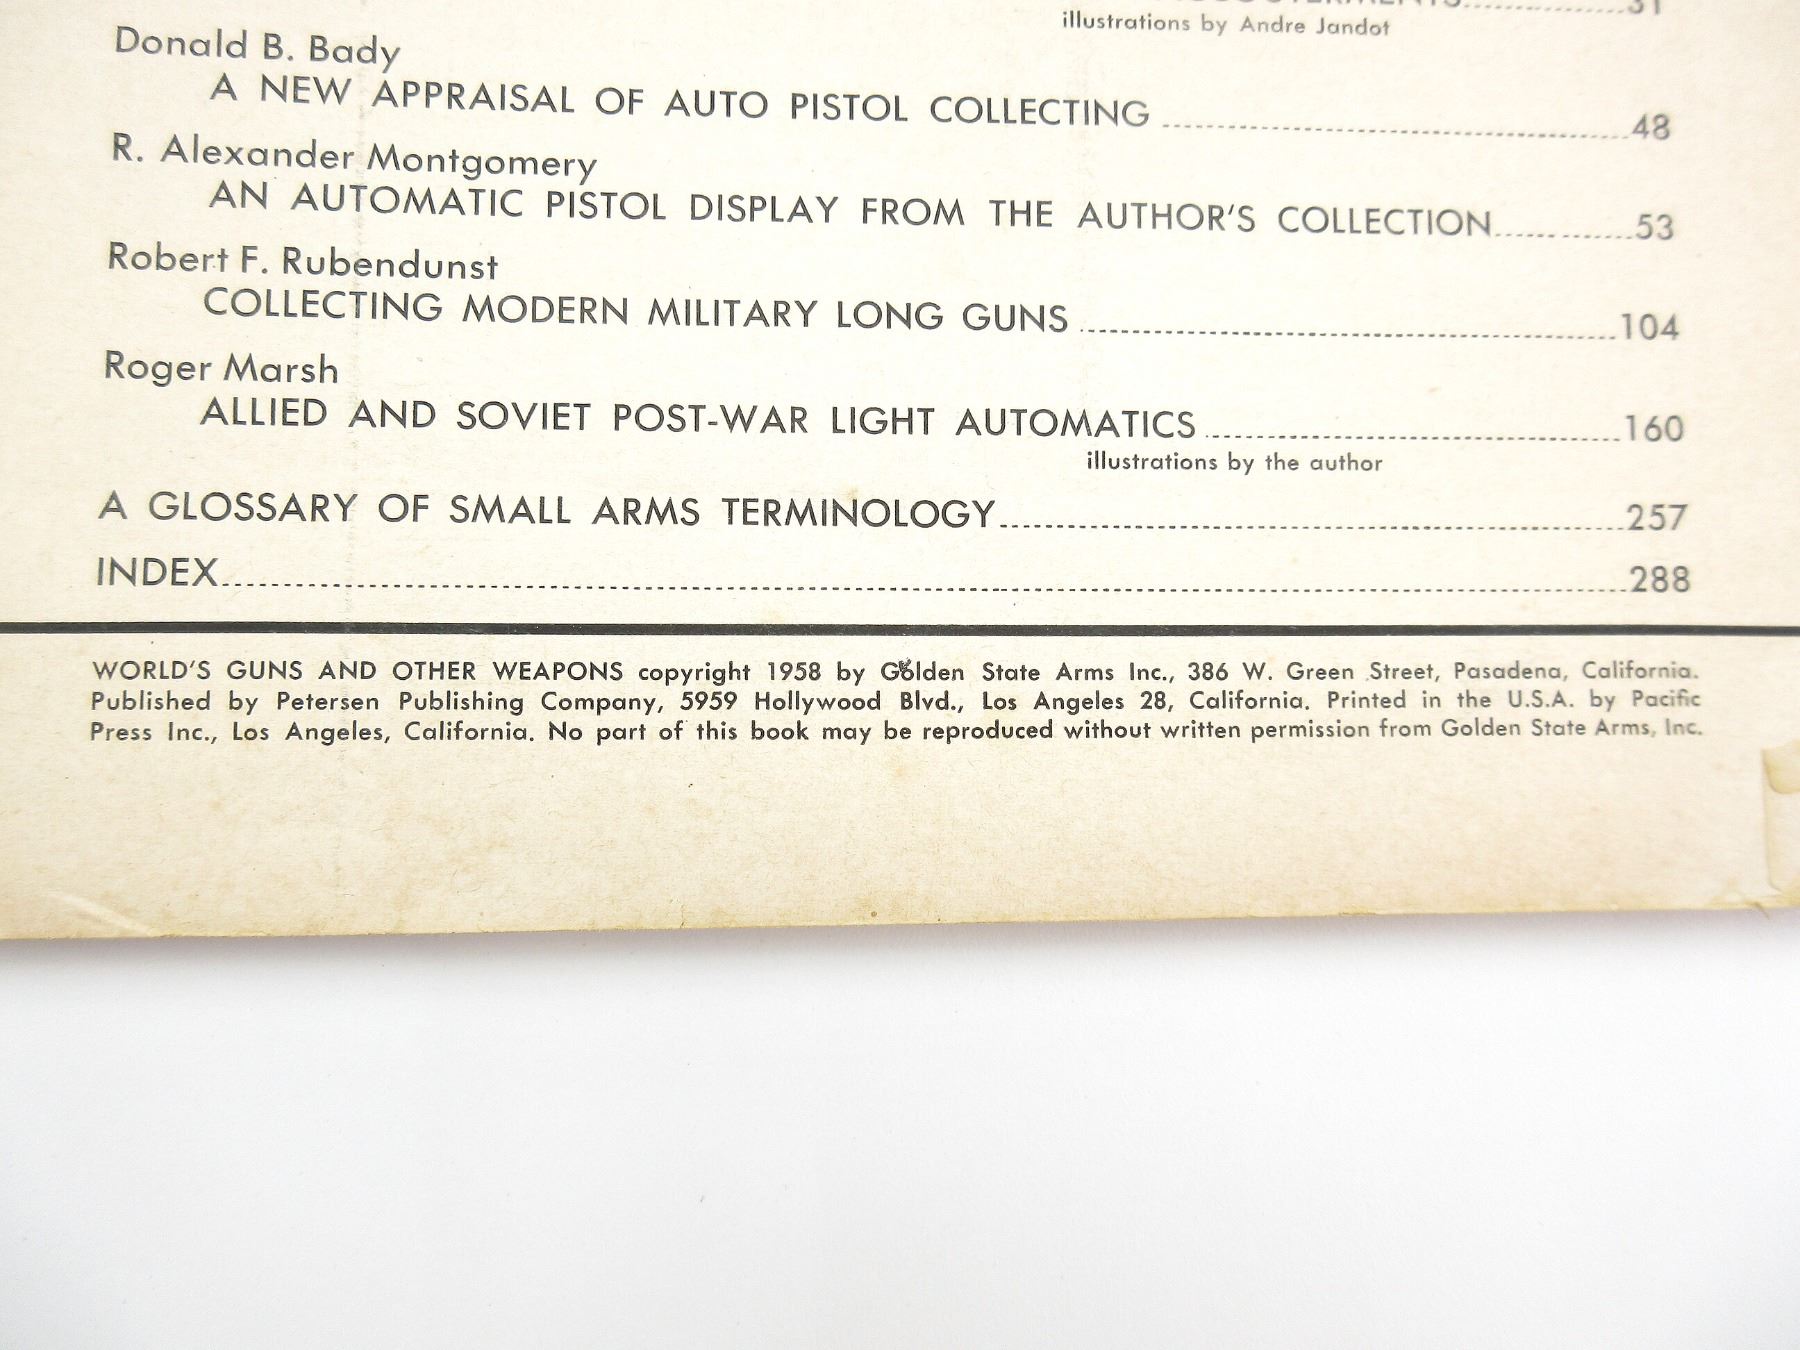 31
illustrations by Andre Jandot
Donald B. Bady
A NEW APPRAISAL OF AUTO PISTOL COLLECTING ........ 48
R. Alexander Montgomery
AN AUTOMATIC PISTOL DISPLAY FROM THE AUTHOR'S COLLECTION........ 53
Robert F. Rubendunst
COLLECTING MODERN MILITARY LONG GUNS ........ 104
Roger Marsh
ALLIED AND SOVIET POST-WAR LIGHT AUTOMATICS ........ 160
illustrations by the author
A GLOSSARY OF SMALL ARMS TERMINOLOGY........ 257
INDEX........ 288
WORLD'S GUNS AND OTHER WEAPONS copyright 1958 by Golden State Arms Inc., 386 W. Green Street, Pasadena, California.
Published by Petersen Publishing Company, 5959 Hollywood Blvd., Los Angeles 28, California. Printed in the U.S.A. by Pacific
Press Inc., Los Angeles, California. No part of this book may be reproduced without written permission from Golden State Arms, Inc.